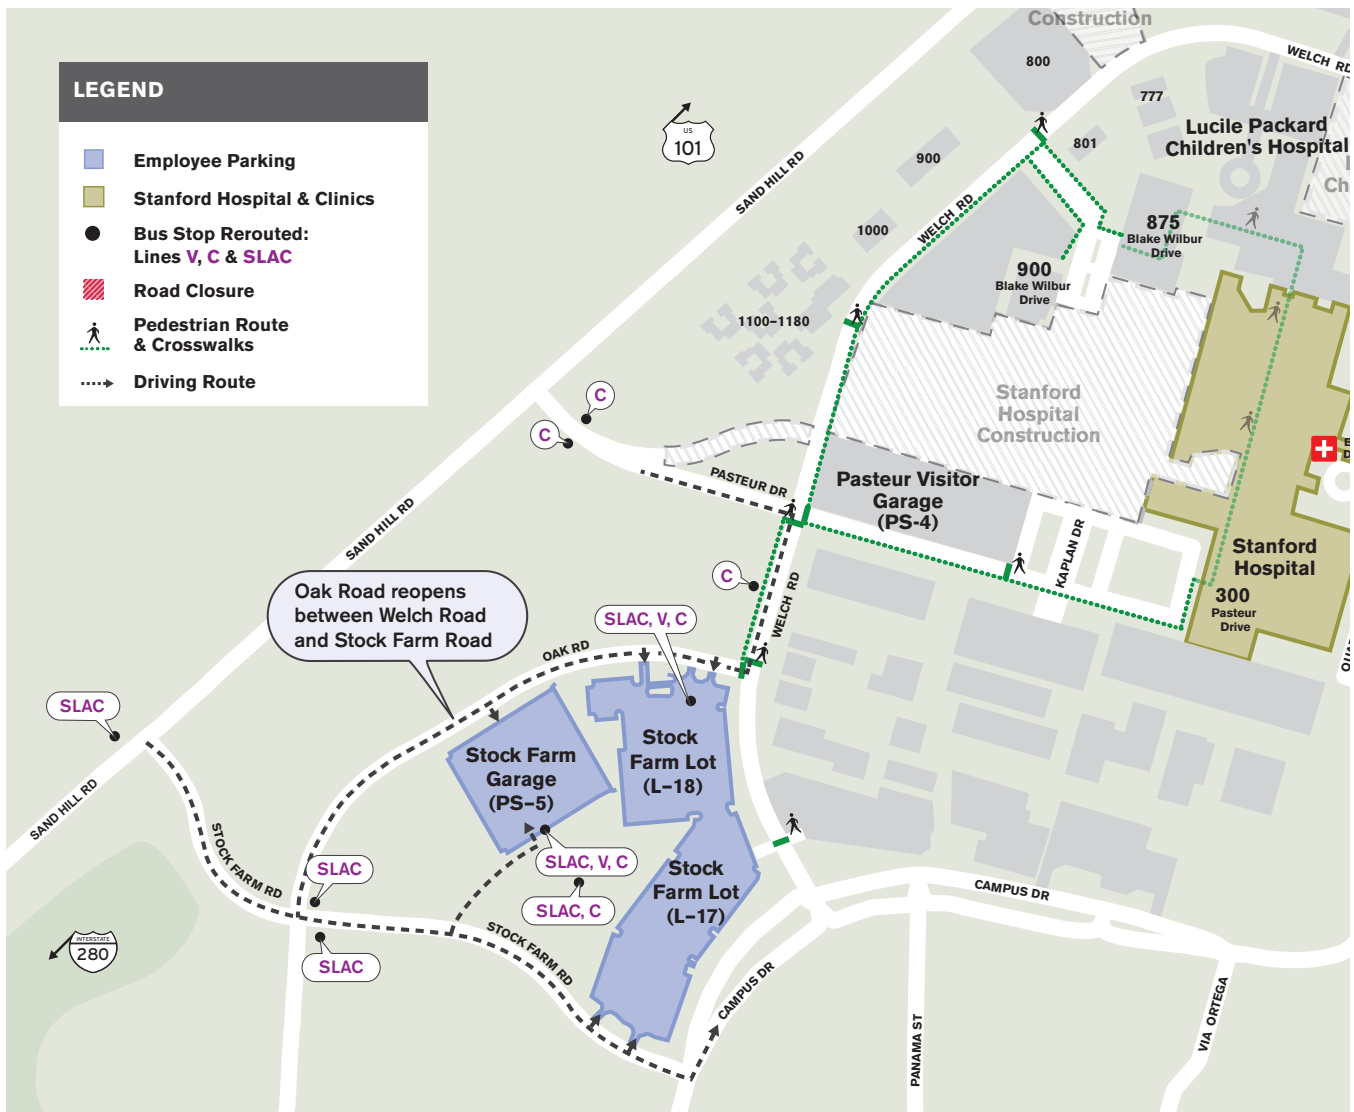 Construction
WELCH RD
LEGEND
Employee Parking
Stanford Hospital & Clinics
Bus Stop Rerouted:
Lines V, C & SLAC
Road Closure
Pedestrian Route
& Crosswalks
Driving Route
US
101
800
777
801
900
1000
1100–1180
SAND HILL RD
WELCH RD
Lucile Packard
Children's Hospital
Ch
875
Blake Wilbur
Drive
900
Blake Wilbur
Drive
Stanford
Hospital
Construction
C
C
PASTEUR DR
Pasteur Visitor
Garage
(PS-4)
KAPLAN DR
E
D
Stanford
Hospital
300
Pasteur
Drive
QUA
SAND HILL RD
C
WELCH RD
Oak Road reopens
between Welch Road
and Stock Farm Road
OAK RD
SLAC, V, C
SLAC
SAND HILL RD
STOCK FARM RD
Stock Farm
Garage
(PS–5)
Stock
Farm Lot
(L–18)
SLAC, V, C
SLAC, C
Stock
Farm Lot
(L–17)
SLAC
SLAC
INTERSTATE
280
STOCK FARM RD
CAMPUS DR
CAMPUS DR
PANAMA ST
VIA ORTEGA